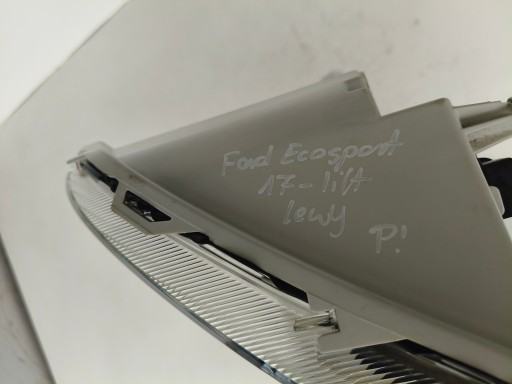 Ford Ecosport
17-lift
lewy
P!